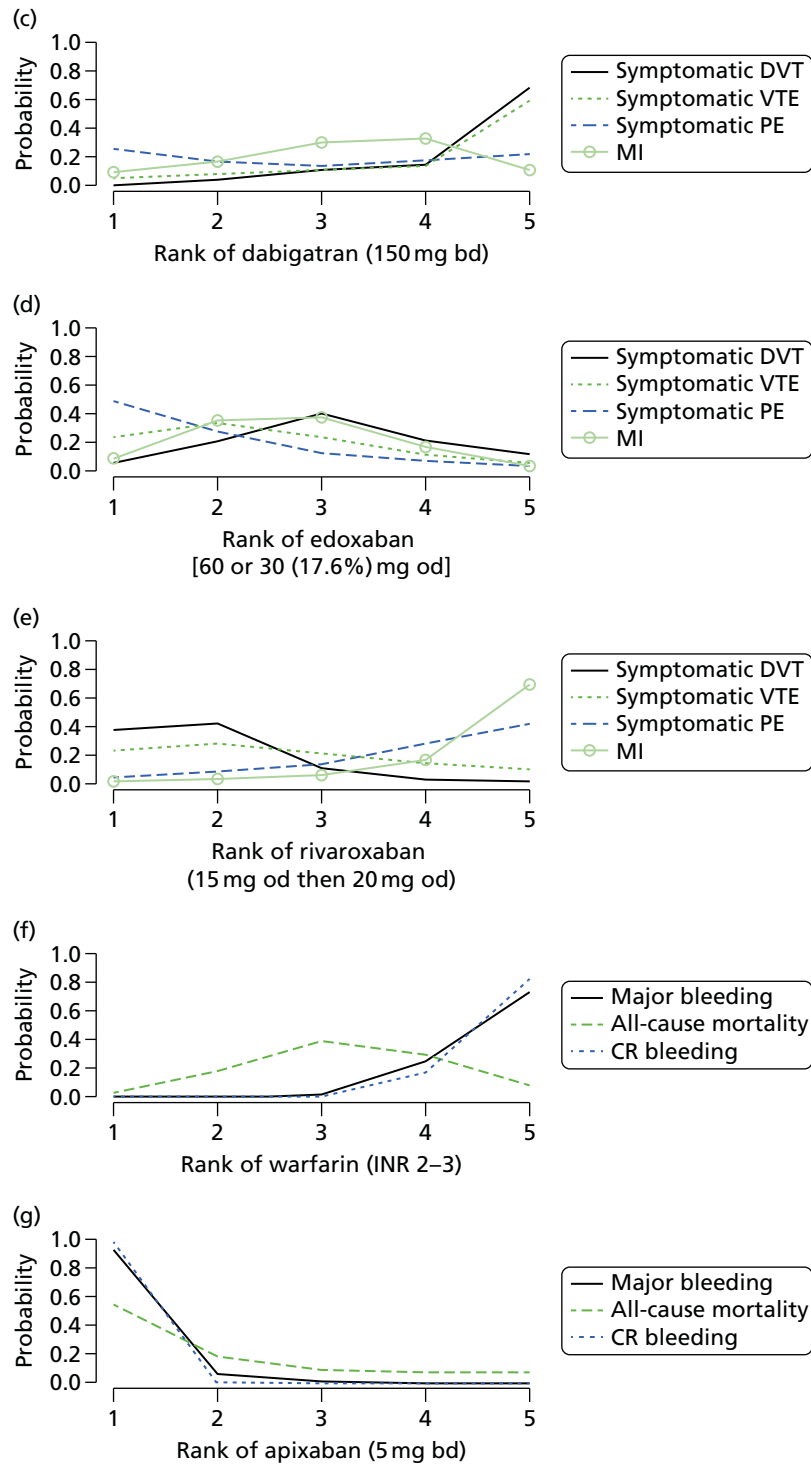 (c)
1.0
0.8
0.6
0.4
0.2
0.0
Probability
1 2 3 4 5
Rank of dabigatran (150 mg bd)
Symptomatic DVT
Symptomatic VTE
Symptomatic PE
MI
(d)
1.0
0.8
0.6
0.4
0.2
0.0
Probability
1 2 3 4 5
Rank of edoxaban
[60 or 30 (17.6%) mg od]
Symptomatic DVT
Symptomatic VTE
Symptomatic PE
MI
(e)
1.0
0.8
0.6
0.4
0.2
0.0
Probability
1 2 3 4 5
Rank of rivaroxaban
(15 mg od then 20 mg od)
Symptomatic DVT
Symptomatic VTE
Symptomatic PE
MI
(f)
1.0
0.8
0.6
0.4
0.2
0.0
Probability
1 2 3 4 5
Rank of warfarin (INR 2–3)
Major bleeding
All-cause mortality
CR bleeding
(g)
1.0
0.8
0.6
0.4
0.2
0.0
Probability
1 2 3 4 5
Rank of apixaban (5 mg bd)
Major bleeding
All-cause mortality
CR bleeding